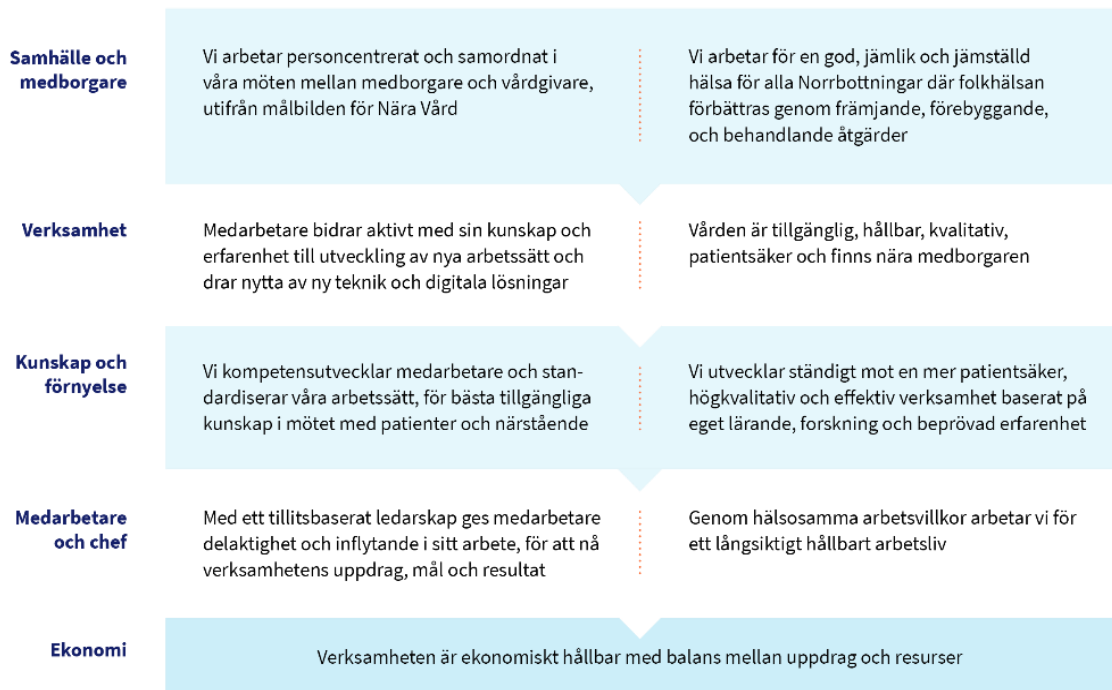 Samhälle och
medborgare
Vi arbetar personcentrerat och samordnat i
våra möten mellan medborgare och vårdgivare,
utifrån målbilden för Nära Vård
Vi arbetar för en god, jämlik och jämställd
hälsa för alla Norrbottningar där folkhälsan
förbättras genom främjande, förebyggande,
och behandlande åtgärder
Verksamhet
Medarbetare bidrar aktivt med sin kunskap och
erfarenhet till utveckling av nya arbetssätt och
drar nytta av ny teknik och digitala lösningar
Vården är tillgänglig, hållbar, kvalitativ,
patientsäker och finns nära medborgaren
Kunskap och
förnyelse
Vi kompetensutvecklar medarbetare och stan-
dardiserar våra arbetssätt, för bästa tillgängliga
kunskap i mötet med patienter och närstående
Vi utvecklar ständigt mot en mer patientsäker,
högkvalitativ och effektiv verksamhet baserat på
eget lärande, forskning och beprövad erfarenhet
Medarbetare
och chef
Med ett tillitsbaserat ledarskap ges medarbetare
delaktighet och inflytande i sitt arbete, för att nå
verksamhetens uppdrag, mål och resultat
Genom hälsosamma arbetsvillkor arbetar vi för
ett långsiktigt hållbart arbetsliv
Ekonomi
Verksamheten är ekonomiskt hållbar med balans mellan uppdrag och resurser